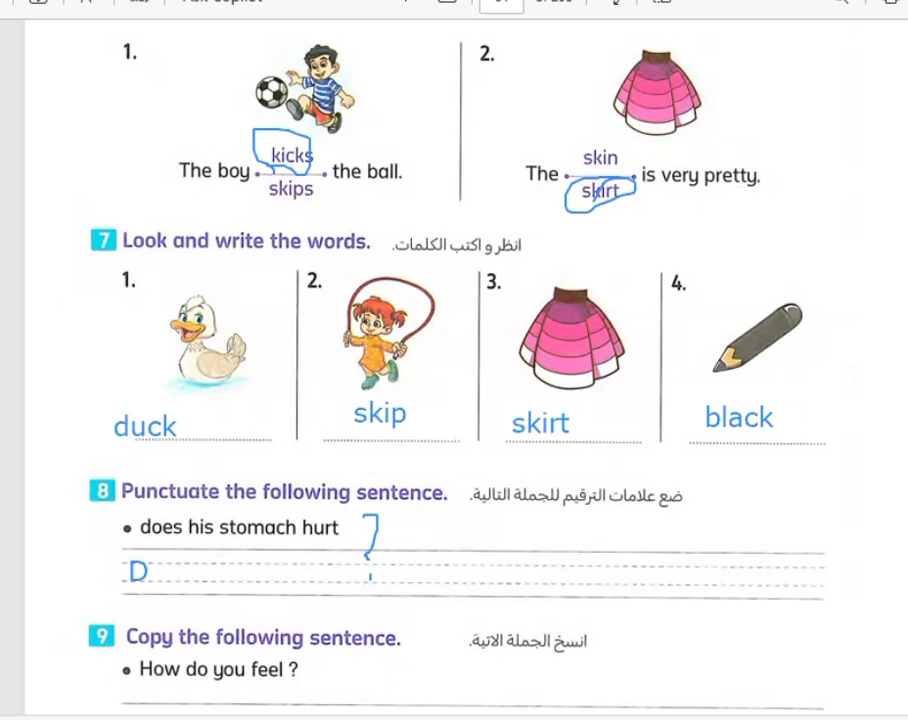 1.
The boy kicks the ball.
skips
2.
skin
The skirt is very pretty.
7 Look and write the words. انظر و اكتب الكلمات.
1. 2. 3. 4.
duck skip skirt black
8 Punctuate the following sentence. ضع علامات الترقيم للجملة التالية.
• does his stomach hurt ?
D
9 Copy the following sentence. انسخ الجملة الاتية.
• How do you feel ?